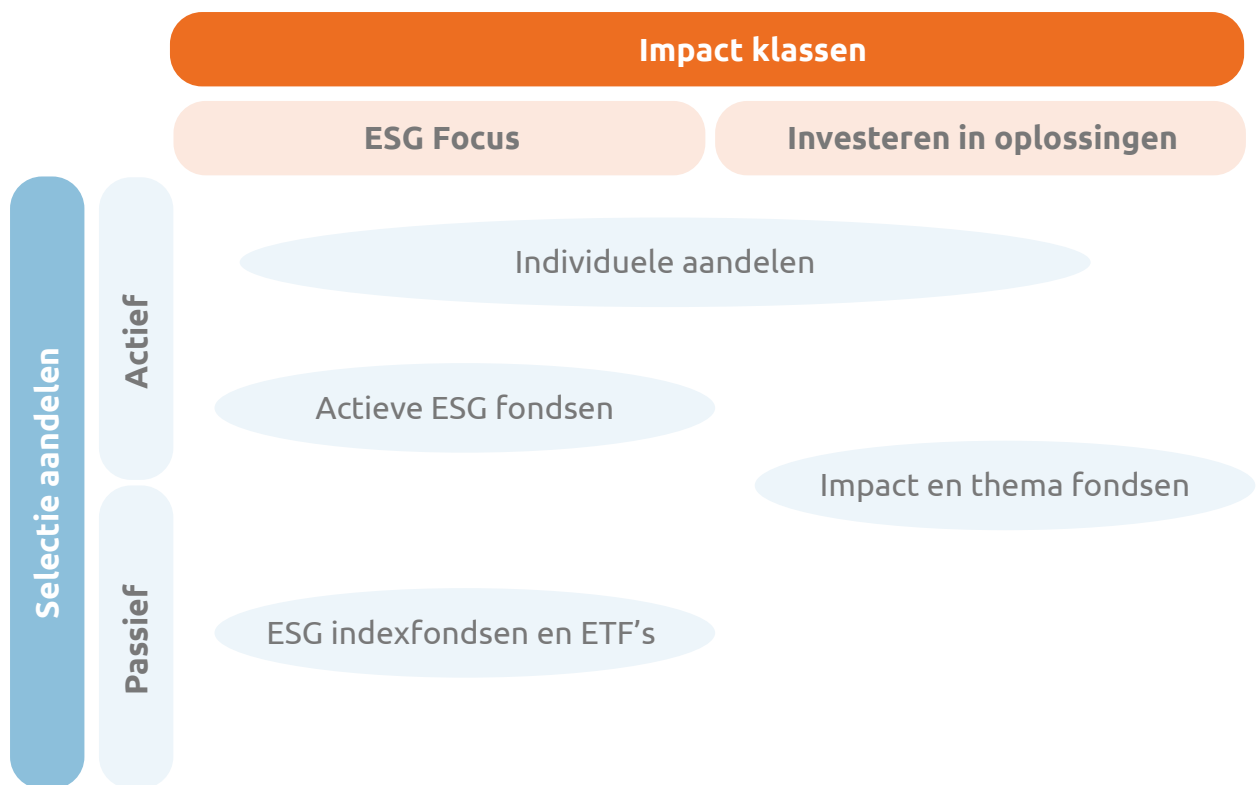 Impact klassen
ESG Focus
Investeren in oplossingen
Selectie aandelen
Actief
Individuele aandelen
Actieve ESG fondsen
Impact en thema fondsen
Passief
ESG indexfondsen en ETF’s